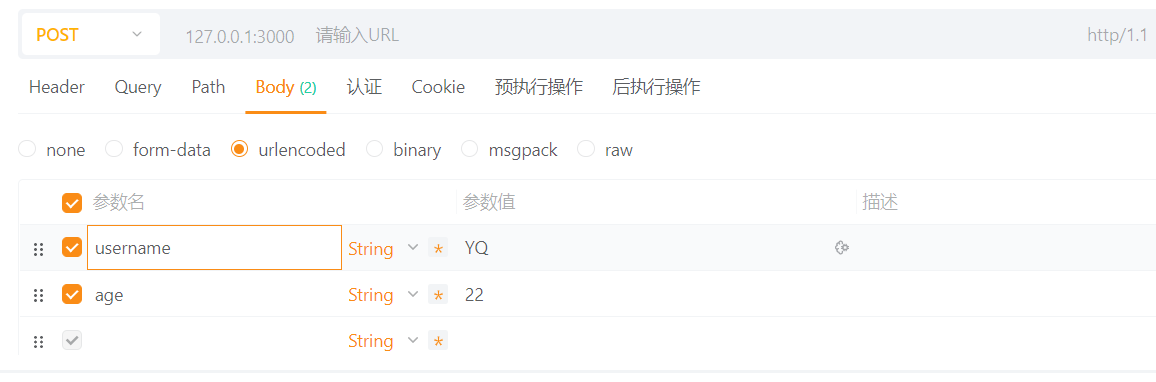 POST 127.0.0.1:3000 请输入URL http/1.1
Header Query Path Body (2) 认证 Cookie 预执行操作 后执行操作
none form-data urlencoded binary msgpack raw
参数名 参数值 描述
username String * YQ
age String * 22
String *